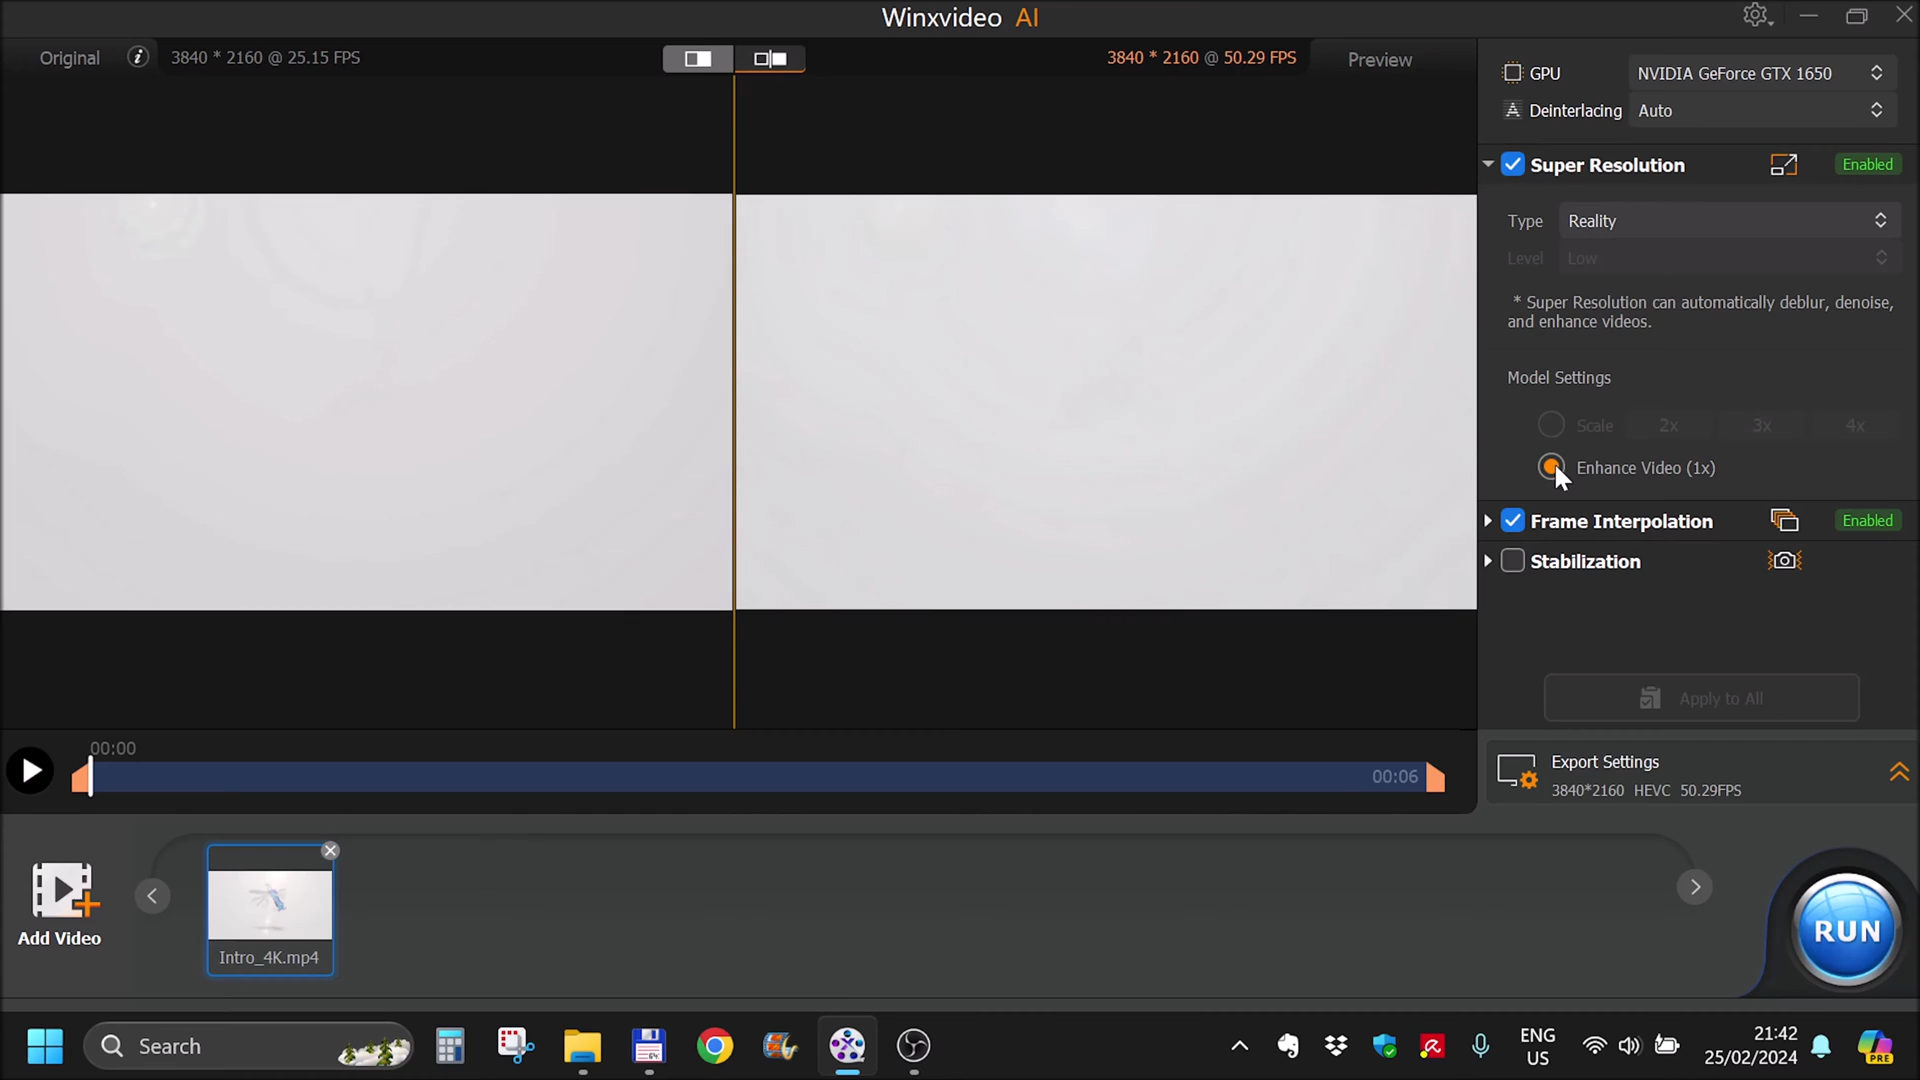 Winxvideo AI
Original
3840 * 2160 @ 25.15 FPS
3840 * 2160 @ 50.29 FPS
Preview
GPU
NVIDIA GeForce GTX 1650
Deinterlacing
Auto
Super Resolution
Enabled
Type
Reality
Level
Low
* Super Resolution can automatically deblur, denoise,
and enhance videos.
Model Settings
Scale
2x
3x
4x
Enhance Video (1x)
Frame Interpolation
Enabled
Stabilization
Apply to All
00:00
00:06
Export Settings
3840*2160 HEVC 50.29FPS
Add Video
Intro_4K.mp4
RUN
Search
64
ENG
US
21:42
25/02/2024
PRE